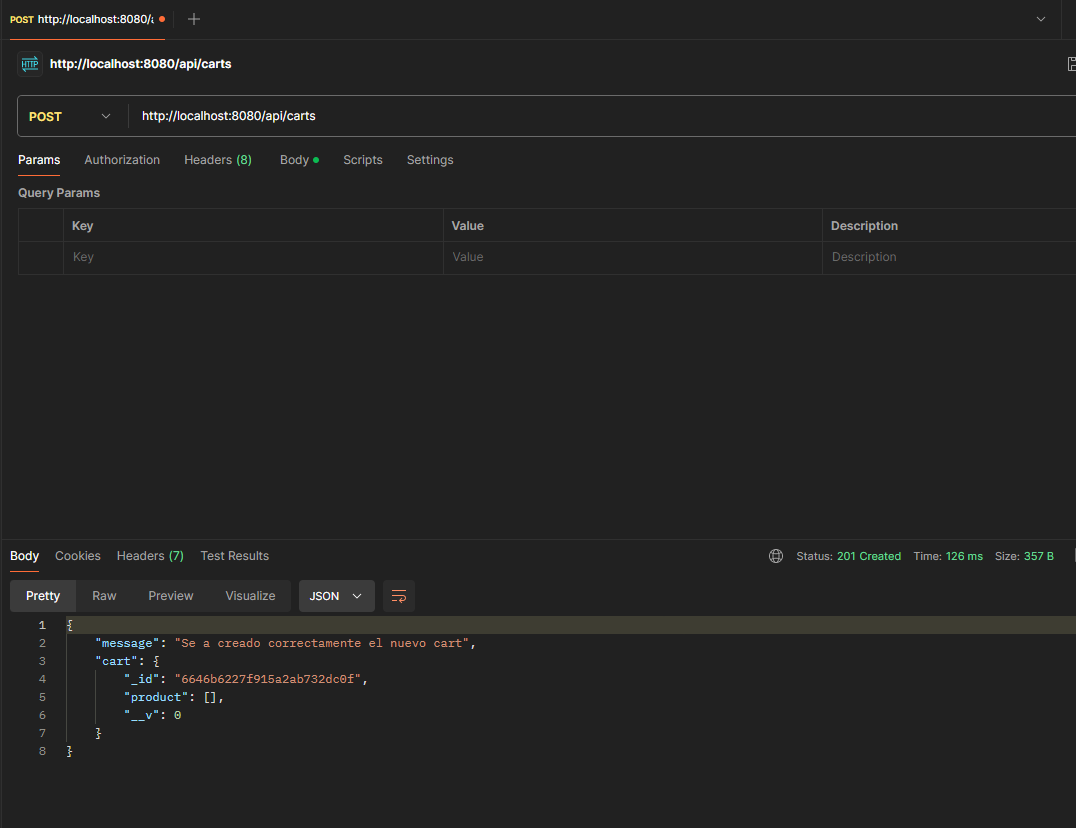 POST http://localhost:8080/a
http://localhost:8080/api/carts
POST http://localhost:8080/api/carts
Params Authorization Headers (8) Body Scripts Settings
Query Params
Key Value Description
Key Value Description
Body Cookies Headers (7) Test Results Status: 201 Created Time: 126 ms Size: 357 B
Pretty Raw Preview Visualize JSON
1 {
2 "message": "Se a creado correctamente el nuevo cart",
3 "cart": {
4 "_id": "6646b6227f915a2ab732dc0f",
5 "product": [],
6 "__v": 0
7 }
8 }